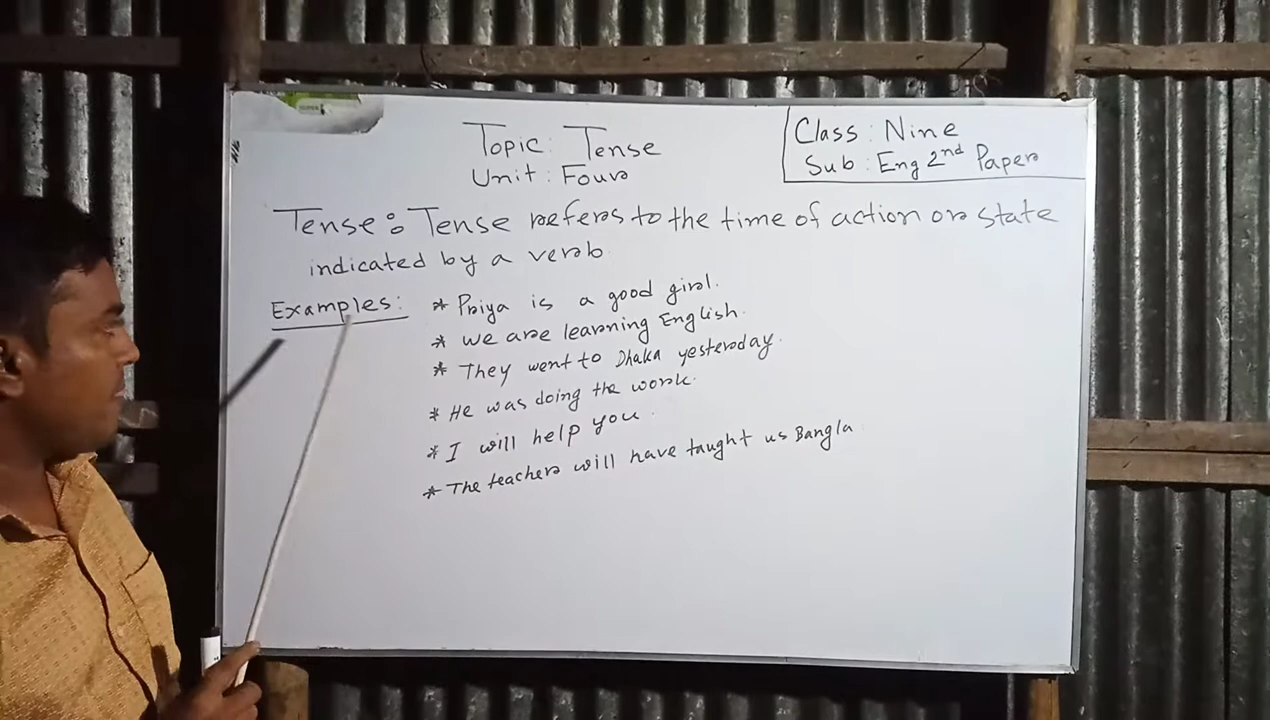 Topic: Tense
Unit: Four
Class: Nine
Sub: Eng 2nd Paper
Tense: Tense refers to the time of action or state
indicated by a verb.
Examples:
* Priya is a good girl.
* We are learning English.
* They went to Dhaka yesterday.
* He was doing the work.
* I will help you.
* The teacher will have taught us Bangla